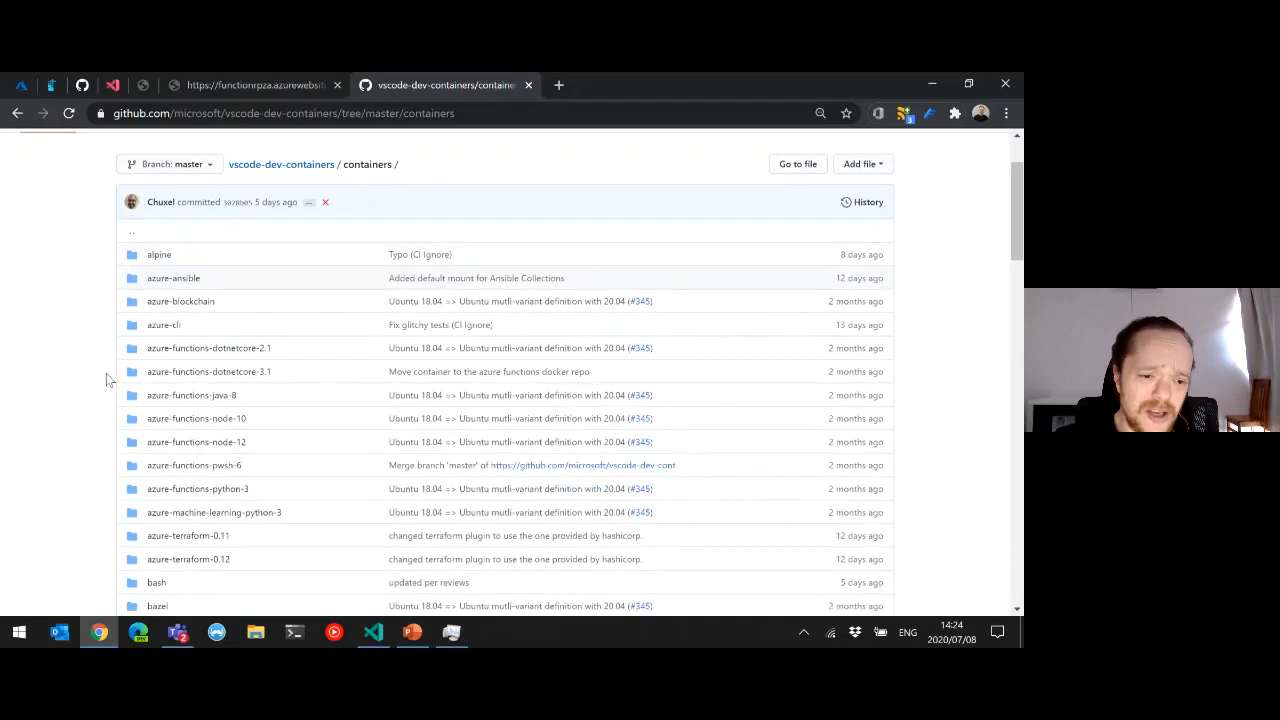 https://functionrpza.azurewebsit
vscode-dev-containers/containe
github.com/microsoft/vscode-dev-containers/tree/master/containers
3
Branch: master
vscode-dev-containers / containers /
Go to file
Add file
Chuxel committed 3028b05 5 days ago
History
..
alpine Typo (CI Ignore) 8 days ago
azure-ansible Added default mount for Ansible Collections 12 days ago
azure-blockchain Ubuntu 18.04 => Ubuntu mutli-variant definition with 20.04 (#345) 2 months ago
azure-cli Fix glitchy tests (CI Ignore) 13 days ago
azure-functions-dotnetcore-2.1 Ubuntu 18.04 => Ubuntu mutli-variant definition with 20.04 (#345) 2 months ago
azure-functions-dotnetcore-3.1 Move container to the azure functions docker repo 2 months ago
azure-functions-java-8 Ubuntu 18.04 => Ubuntu mutli-variant definition with 20.04 (#345) 2 months ago
azure-functions-node-10 Ubuntu 18.04 => Ubuntu mutli-variant definition with 20.04 (#345) 2 months ago
azure-functions-node-12 Ubuntu 18.04 => Ubuntu mutli-variant definition with 20.04 (#345) 2 months ago
azure-functions-pwsh-6 Merge branch 'master' of https://github.com/microsoft/vscode-dev-cont... 2 months ago
azure-functions-python-3 Ubuntu 18.04 => Ubuntu mutli-variant definition with 20.04 (#345) 2 months ago
azure-machine-learning-python-3 Ubuntu 18.04 => Ubuntu mutli-variant definition with 20.04 (#345) 2 months ago
azure-terraform-0.11 changed terraform plugin to use the one provided by hashicorp. 12 days ago
azure-terraform-0.12 changed terraform plugin to use the one provided by hashicorp. 12 days ago
bash updated per reviews 5 days ago
bazel Ubuntu 18.04 => Ubuntu mutli-variant definition with 20.04 (#345) 2 months ago
ENG
14:24
2020/07/08